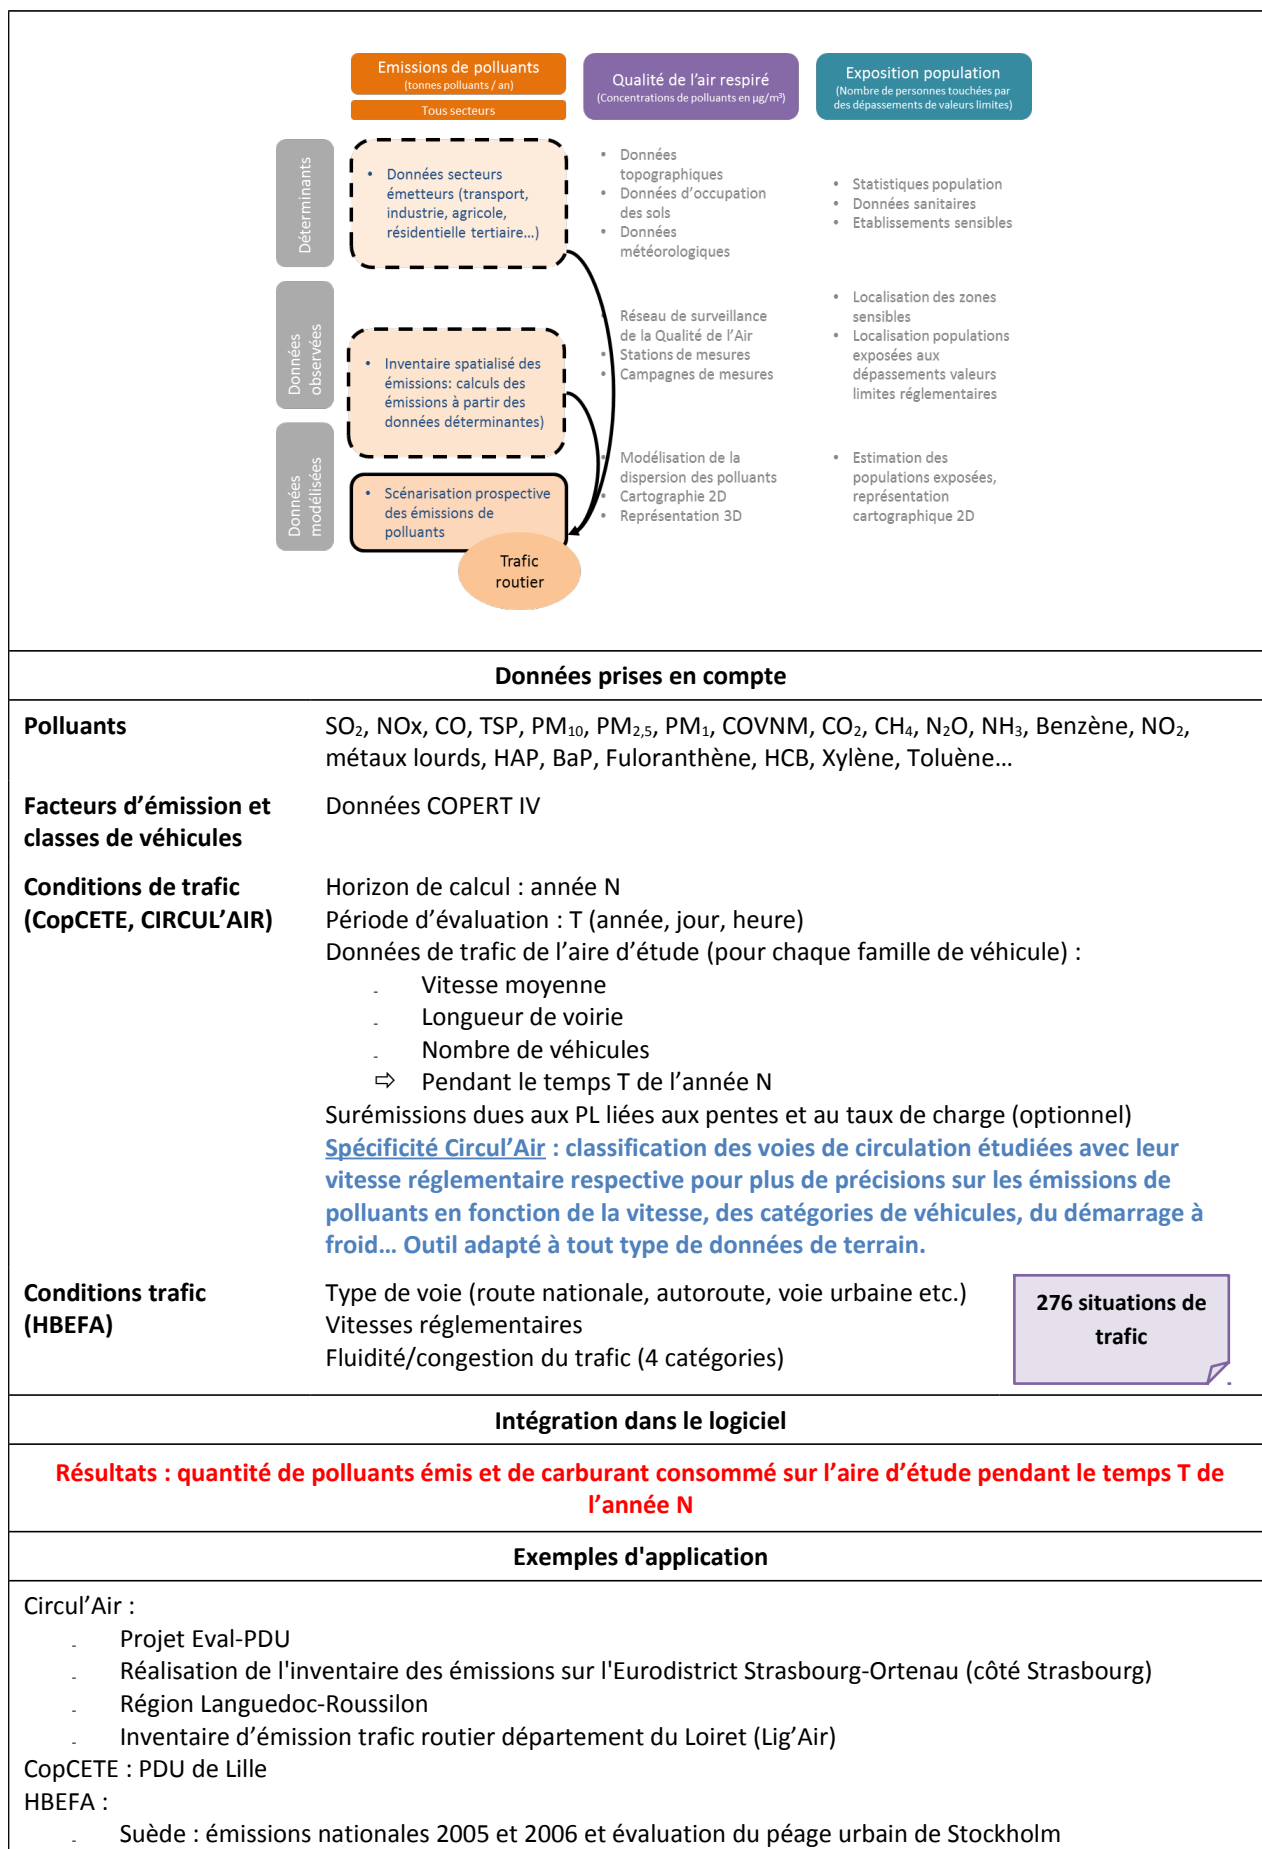 Emissions de polluants
(tonnes polluants / an)
Tous secteurs
Qualité de l'air respiré
(Concentrations de polluants en µg/m³)
Exposition population
(Nombre de personnes touchées par
des dépassements de valeurs limites)
Déterminants
• Données secteurs
émetteurs (transport,
industrie, agricole,
résidentielle tertiaire…)
• Données
topographiques
• Données d'occupation
des sols
• Données
météorologiques
• Statistiques population
• Données sanitaires
• Etablissements sensibles
Données
observées
• Inventaire spatialisé des
émissions: calculs des
émissions à partir des
données déterminantes)
• Réseau de surveillance
de la Qualité de l'Air
• Stations de mesures
• Campagnes de mesures
• Localisation des zones
sensibles
• Localisation populations
exposées aux
dépassements valeurs
limites réglementaires
Données
modélisées
• Scénarisation prospective
des émissions de
polluants
• Modélisation de la
dispersion des polluants
• Cartographie 2D
• Représentation 3D
• Estimation des
populations exposées,
représentation
cartographique 2D
Trafic
routier
Données prises en compte
Polluants
SO₂, NOx, CO, TSP, PM₁₀, PM₂,₅, PM₁, COVNM, CO₂, CH₄, N₂O, NH₃, Benzène, NO₂,
métaux lourds, HAP, BaP, Fuloranthène, HCB, Xylène, Toluène…
Facteurs d'émission et
classes de véhicules
Données COPERT IV
Conditions de trafic
(CopCETE, CIRCUL'AIR)
Horizon de calcul : année N
Période d'évaluation : T (année, jour, heure)
Données de trafic de l'aire d'étude (pour chaque famille de véhicule) :
- Vitesse moyenne
- Longueur de voirie
- Nombre de véhicules
⇨ Pendant le temps T de l'année N
Surémissions dues aux PL liées aux pentes et au taux de charge (optionnel)
Spécificité Circul'Air : classification des voies de circulation étudiées avec leur
vitesse réglementaire respective pour plus de précisions sur les émissions de
polluants en fonction de la vitesse, des catégories de véhicules, du démarrage à
froid… Outil adapté à tout type de données de terrain.
Conditions trafic
(HBEFA)
Type de voie (route nationale, autoroute, voie urbaine etc.)
Vitesses réglementaires
Fluidité/congestion du trafic (4 catégories)
276 situations de
trafic
Intégration dans le logiciel
Résultats : quantité de polluants émis et de carburant consommé sur l'aire d'étude pendant le temps T de
l'année N
Exemples d'application
Circul'Air :
- Projet Eval-PDU
- Réalisation de l'inventaire des émissions sur l'Eurodistrict Strasbourg-Ortenau (côté Strasbourg)
- Région Languedoc-Roussilon
- Inventaire d'émission trafic routier département du Loiret (Lig'Air)
CopCETE : PDU de Lille
HBEFA :
- Suède : émissions nationales 2005 et 2006 et évaluation du péage urbain de Stockholm